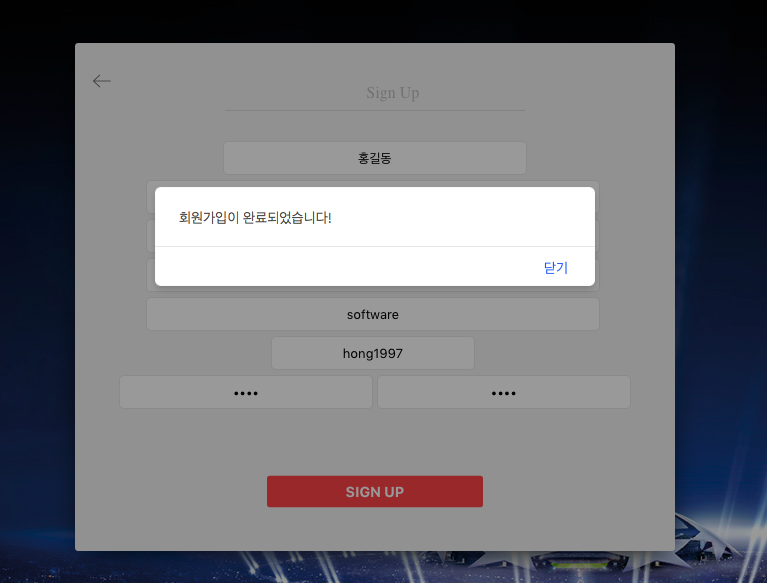 Sign Up
홍길동
회원가입이 완료되었습니다!
닫기
software
hong1997
•••• ••••
SIGN UP